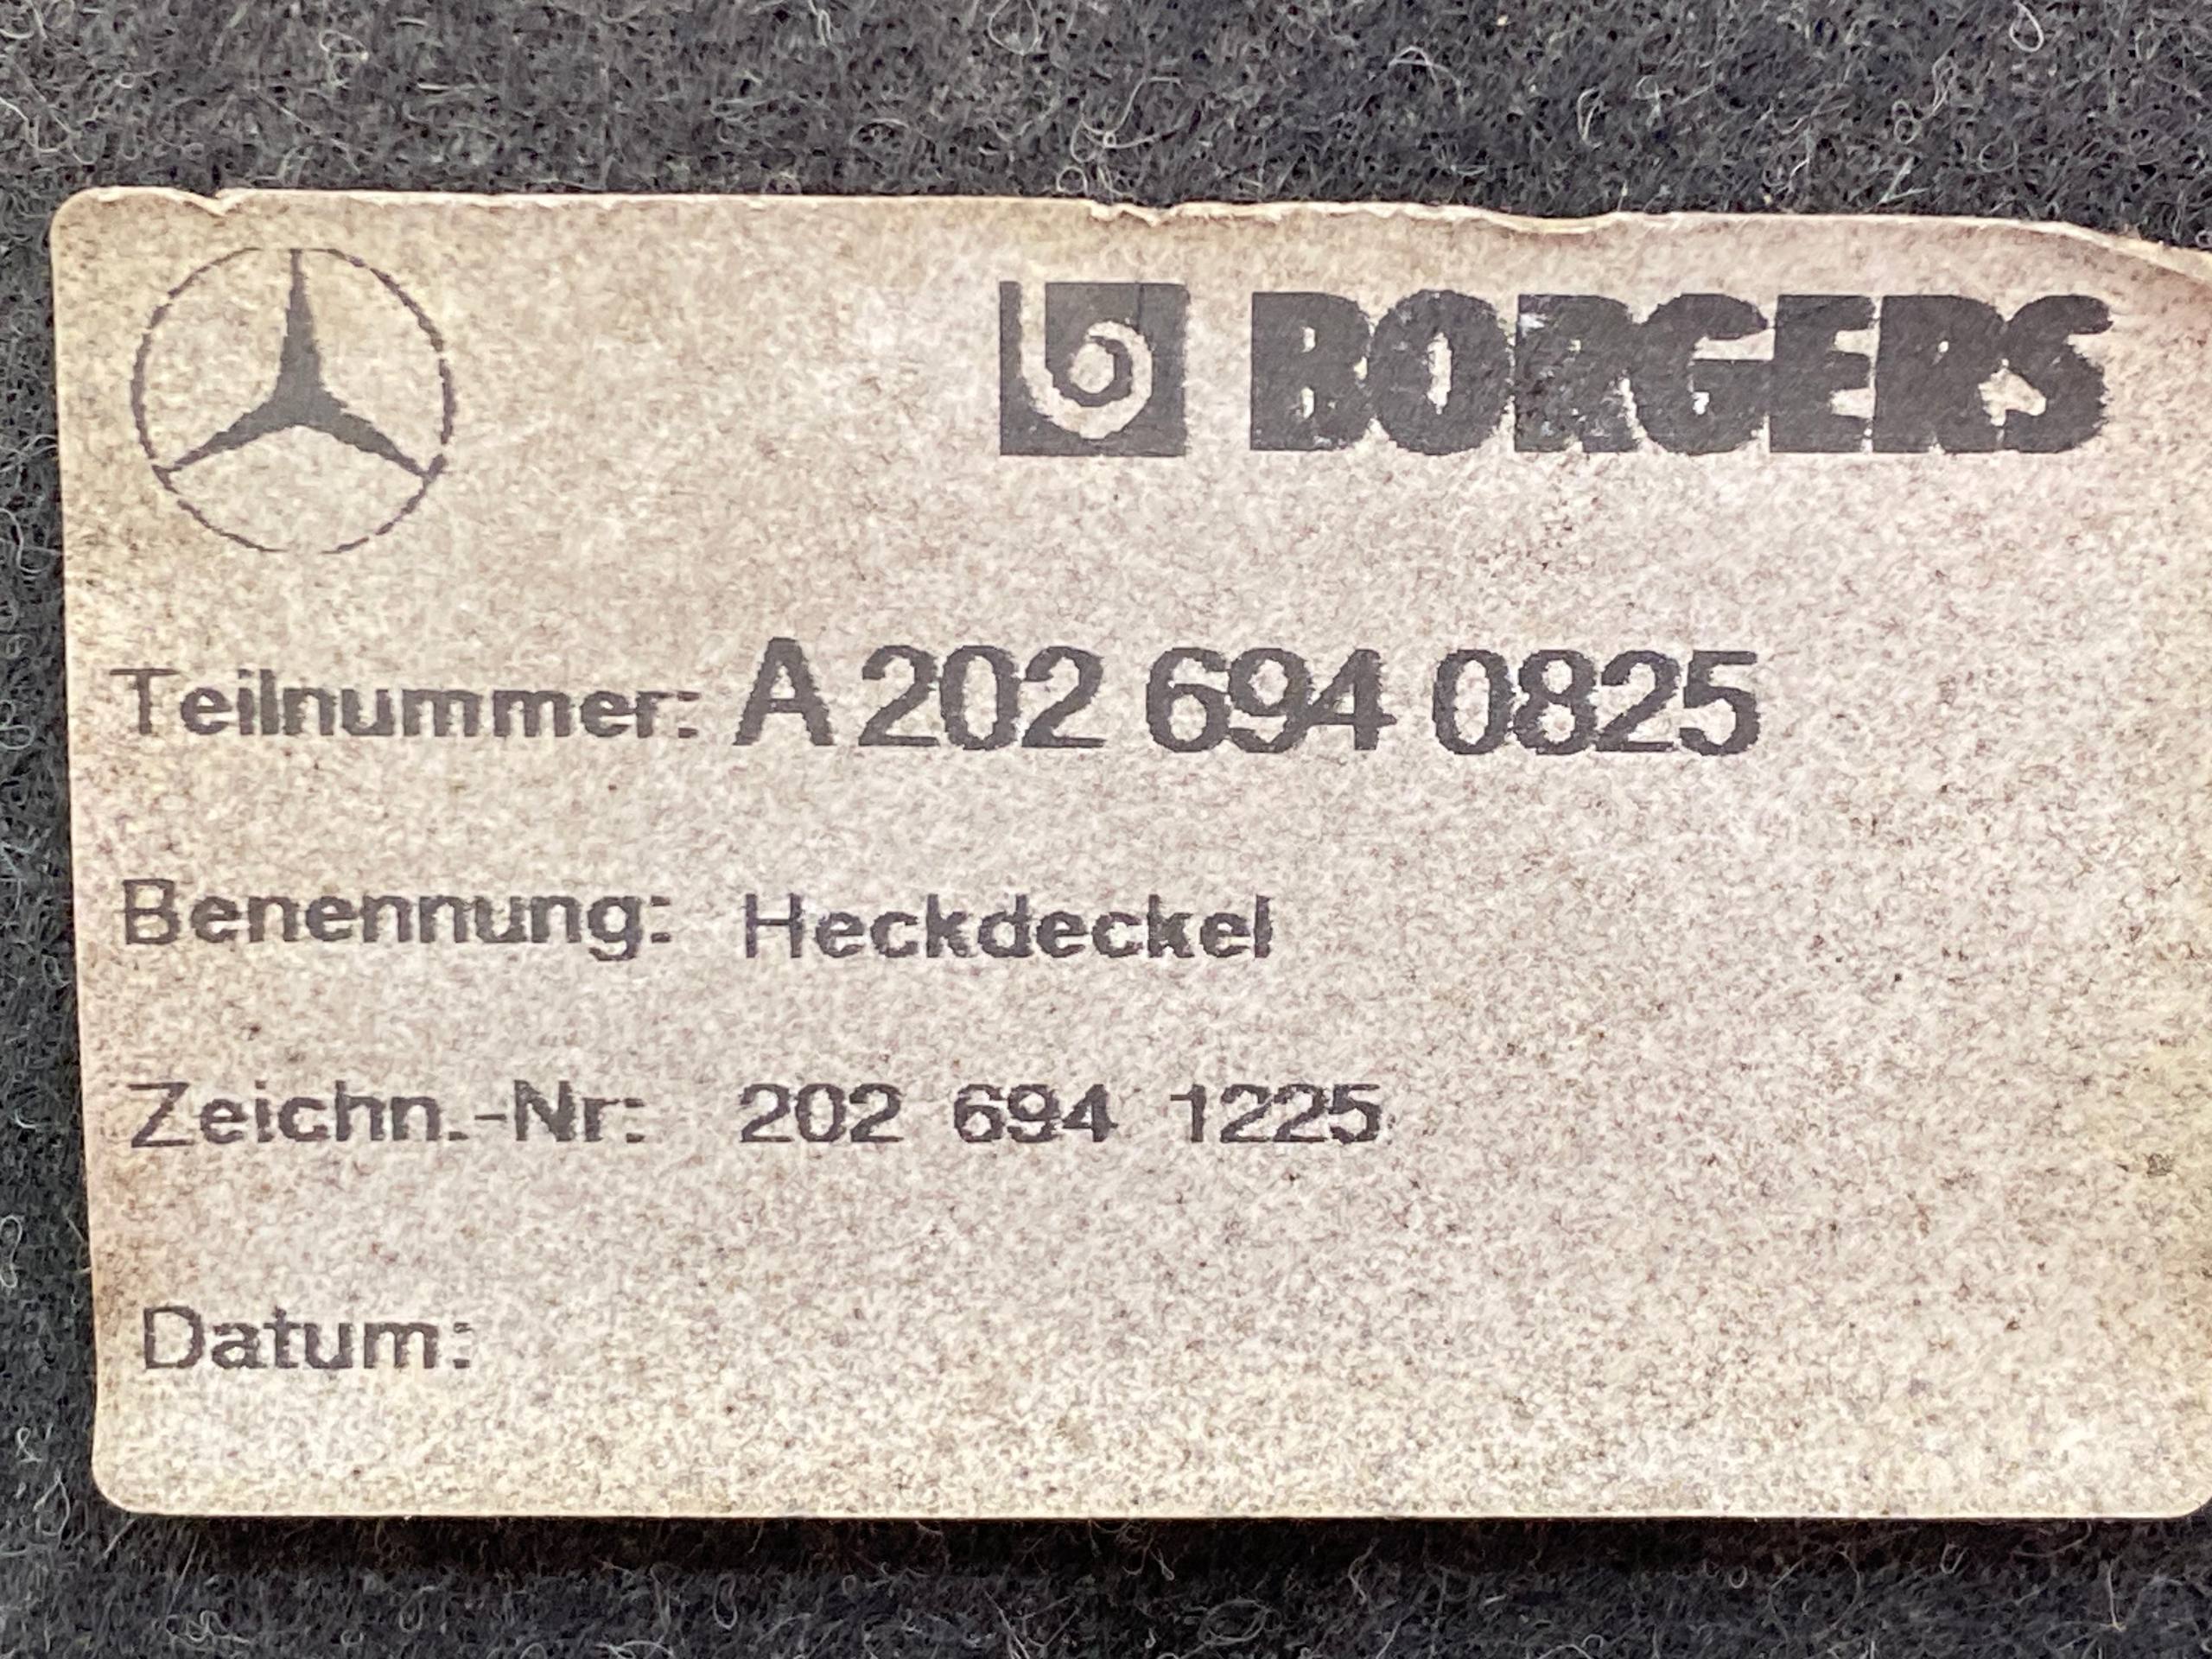 BORGERS
Teilnummer: A 202 694 0825
Benennung: Heckdeckel
Zeichn.-Nr: 202 694 1225
Datum: